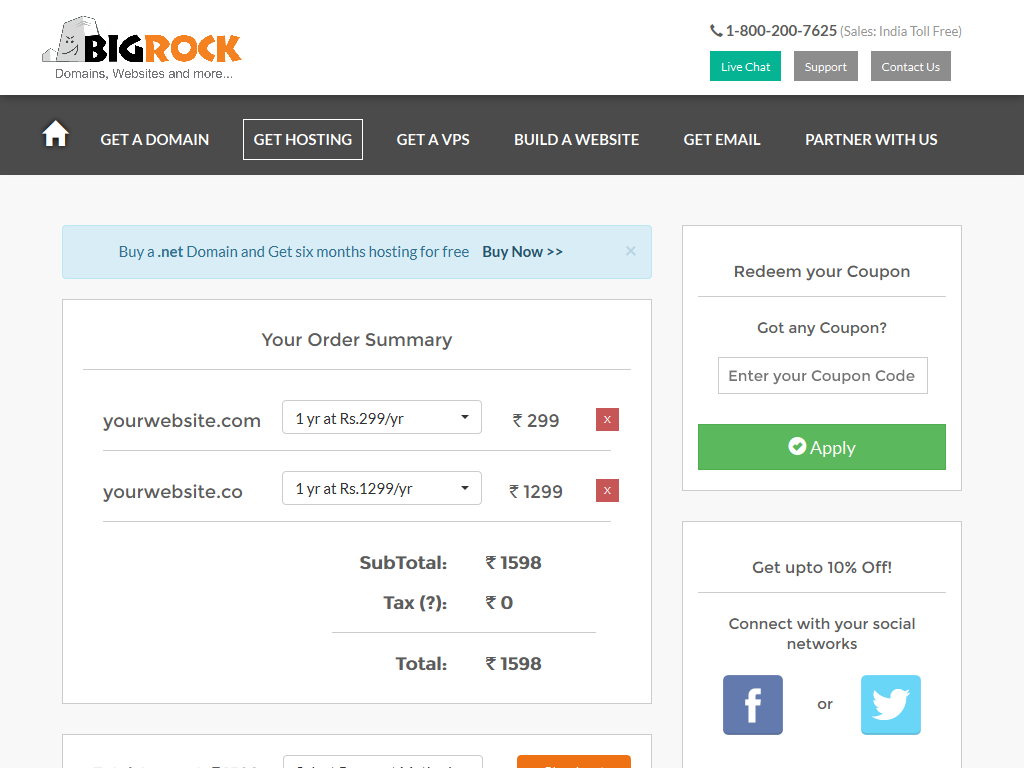 BIGROCK
Domains, Websites and more...
1-800-200-7625 (Sales: India Toll Free)
Live Chat Support Contact Us
GET A DOMAIN GET HOSTING GET A VPS BUILD A WEBSITE GET EMAIL PARTNER WITH US
Buy a .net Domain and Get six months hosting for free Buy Now >> ×
Your Order Summary
yourwebsite.com 1 yr at Rs.299/yr ₹ 299 x
yourwebsite.co 1 yr at Rs.1299/yr ₹ 1299 x
SubTotal: ₹ 1598
Tax (?): ₹ 0
Total: ₹ 1598
Redeem your Coupon
Got any Coupon?
Enter your Coupon Code
Apply
Get upto 10% Off!
Connect with your social
networks
f or